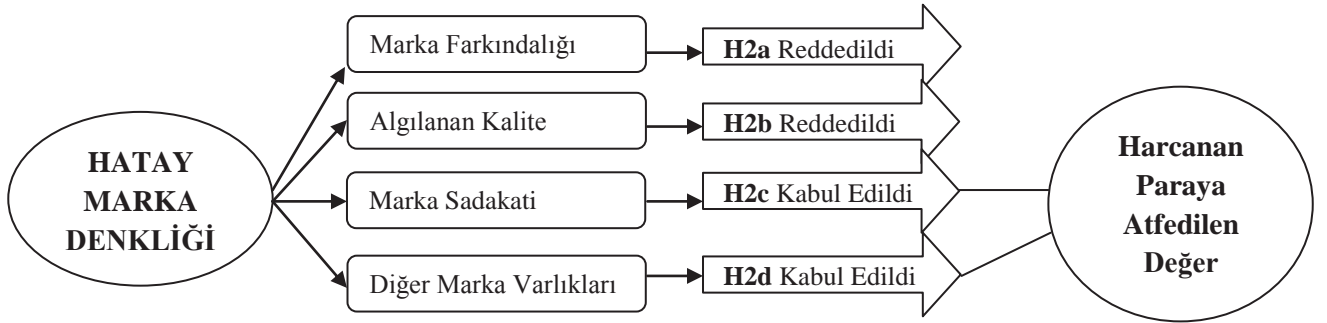 Marka Farkındalığı
H2a Reddedildi
Algılanan Kalite
H2b Reddedildi
HATAY
MARKA
DENKLİĞİ
Marka Sadakati
H2c Kabul Edildi
Diğer Marka Varlıkları
H2d Kabul Edildi
Harcanan
Paraya
Atfedilen
Değer